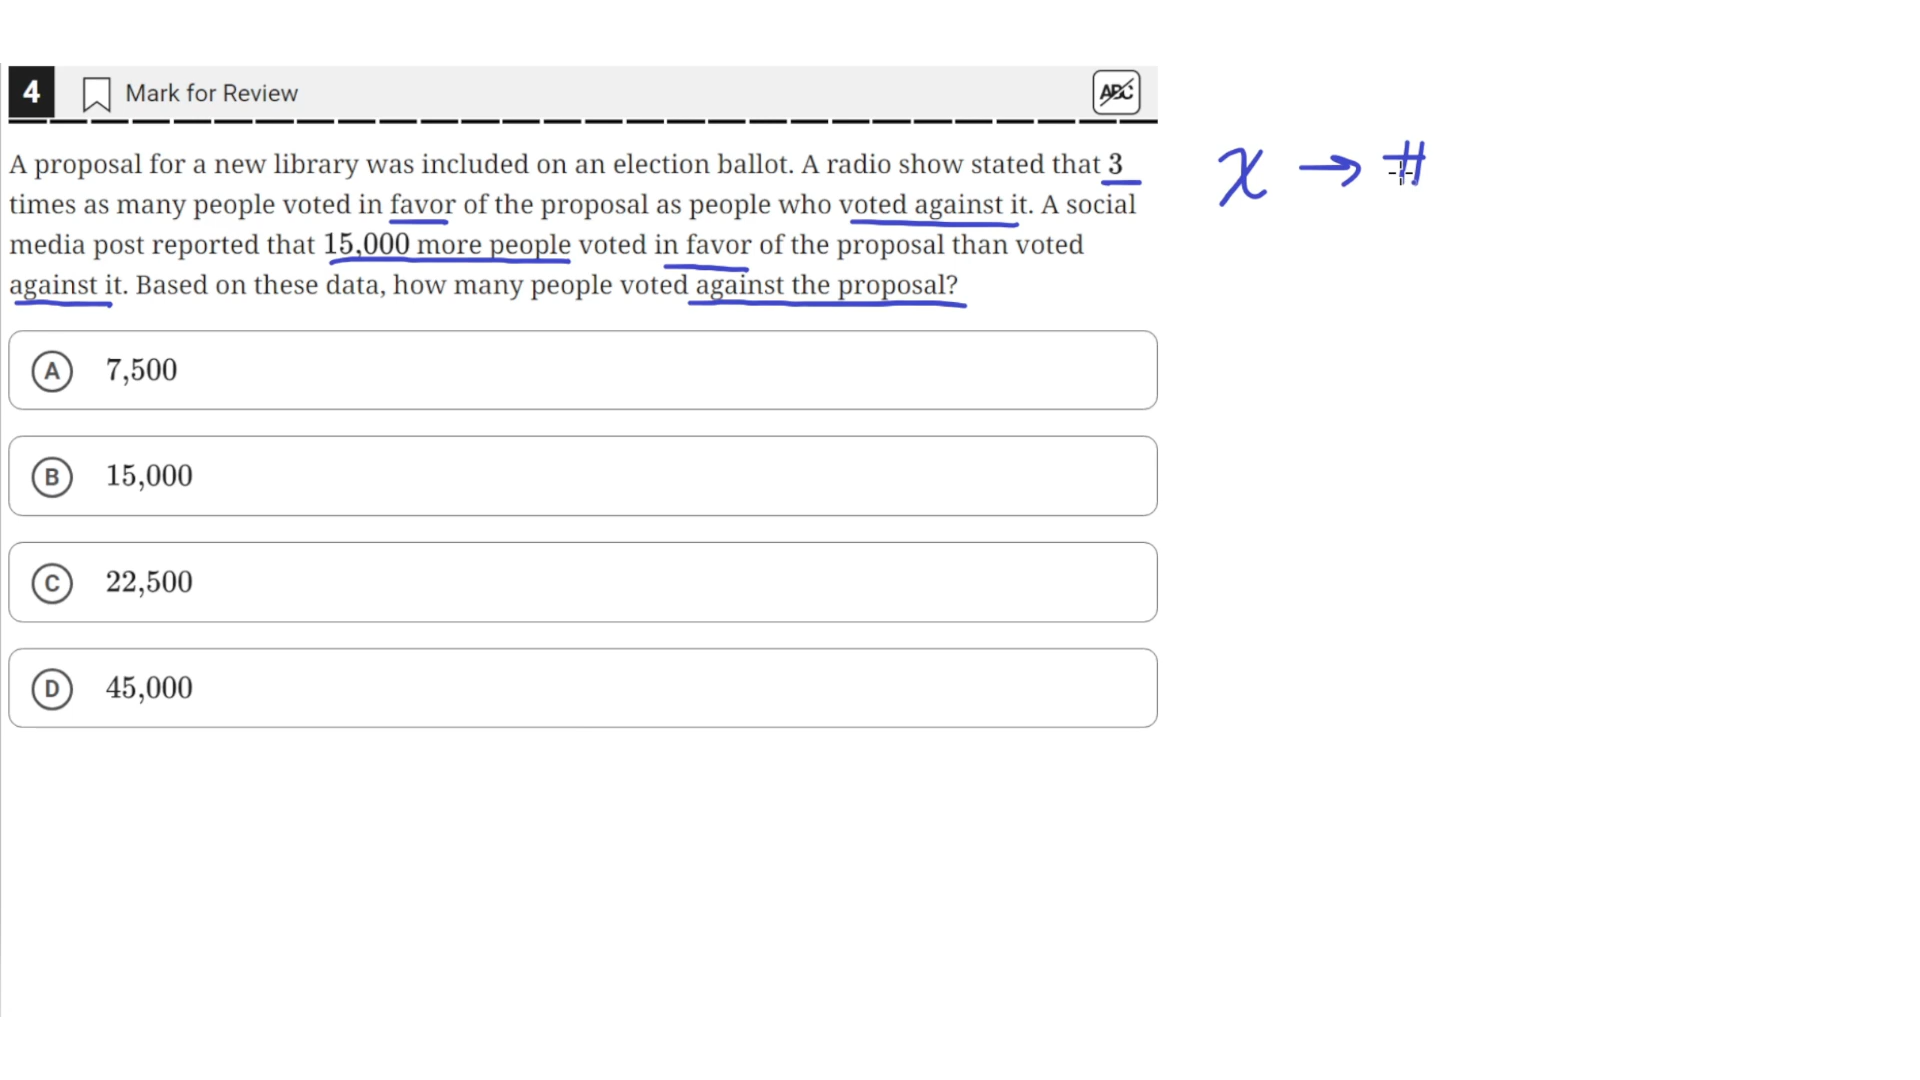 4 Mark for Review ABC
A proposal for a new library was included on an election ballot. A radio show stated that 3
times as many people voted in favor of the proposal as people who voted against it. A social
media post reported that 15,000 more people voted in favor of the proposal than voted
against it. Based on these data, how many people voted against the proposal?
A 7,500
B 15,000
C 22,500
D 45,000
x → #